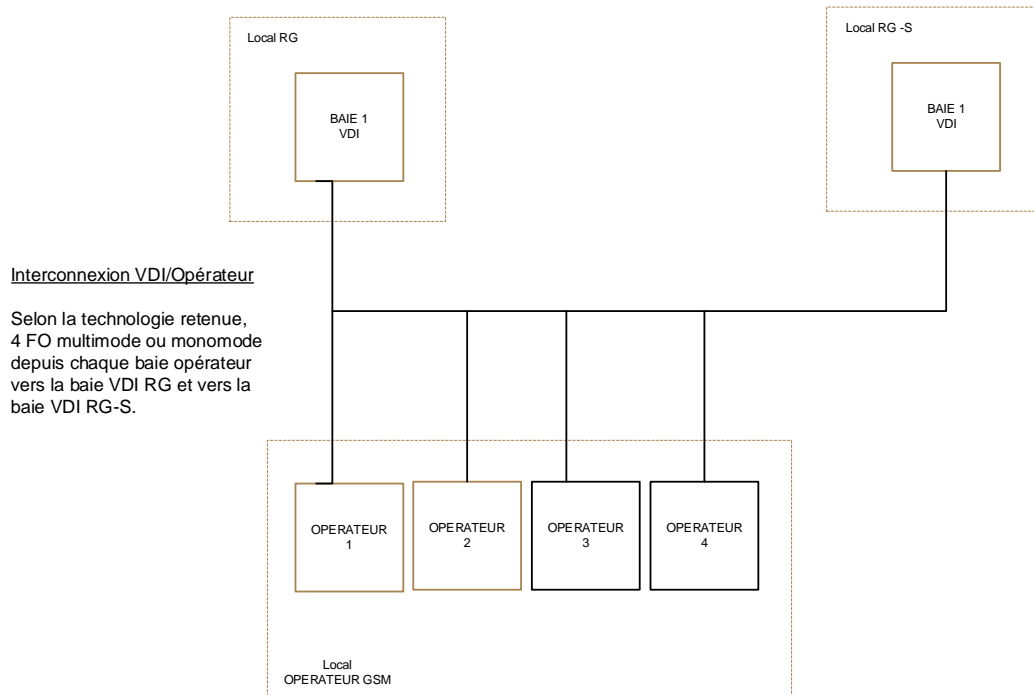 Local RG
Local RG -S
BAIE 1
VDI
BAIE 1
VDI
Interconnexion VDI/Opérateur
Selon la technologie retenue,
4 FO multimode ou monomode
depuis chaque baie opérateur
vers la baie VDI RG et vers la
baie VDI RG-S.
OPERATEUR
1
OPERATEUR
2
OPERATEUR
3
OPERATEUR
4
Local
OPERATEUR GSM